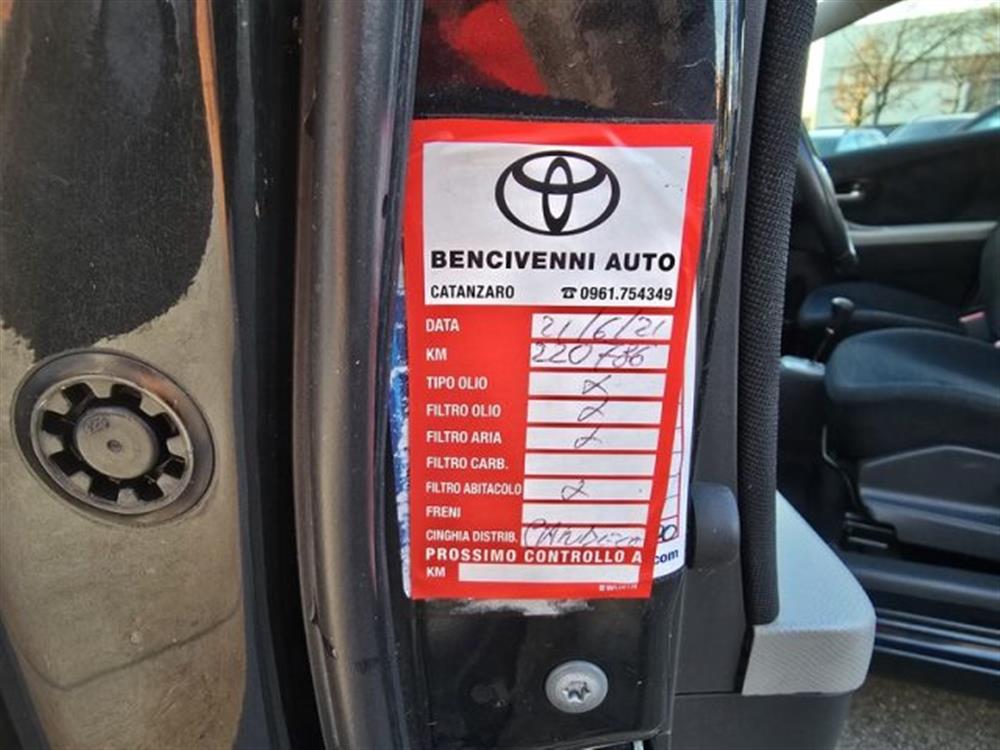 BENCIVENNI AUTO
CATANZARO ☎ 0961.754349
DATA 21/6/21
KM 220786
TIPO OLIO
FILTRO OLIO
FILTRO ARIA
FILTRO CARB.
FILTRO ABITACOLO
FRENI
CINGHIA DISTRIB.
PROSSIMO CONTROLLO A
KM
.com